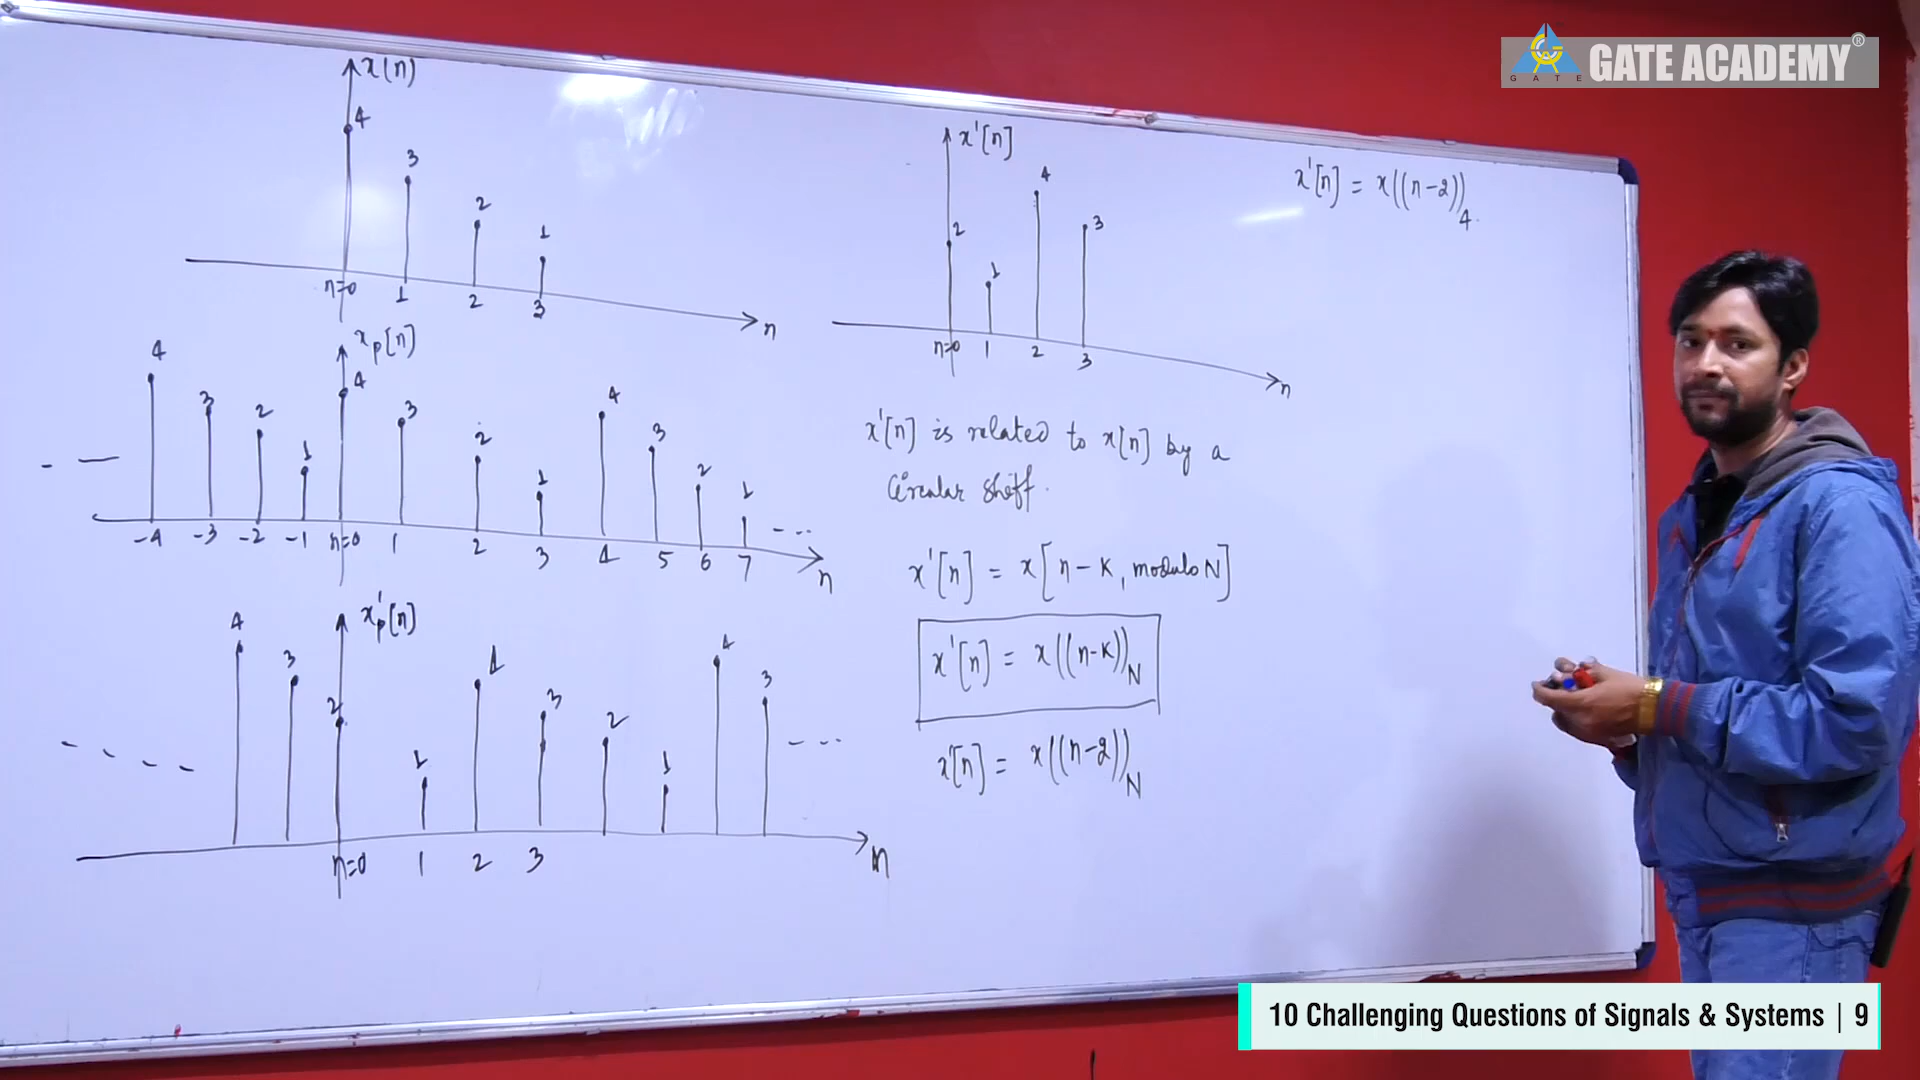 GATE ACADEMY®
GATE
x(n)
4
3
2
1
n=0 1 2 3
n
xp[n]
4 3 2 1 4 3 2 1 4 3 2 1
-4 -3 -2 -1 n=0 1 2 3 4 5 6 7
n
x'p[n]
4 3 2 1 4 3 2 1 4 3
n=0 1 2 3
n
x'[n]
2 1 4 3
n=0 1 2 3
n
x'[n] = x((n-2))4.
x'[n] is related to x[n] by a
Circular shift.
x'[n] = x[n-K, modulo N]
x'[n] = x((n-K))N
x'[n] = x((n-2))N
10 Challenging Questions of Signals & Systems | 9